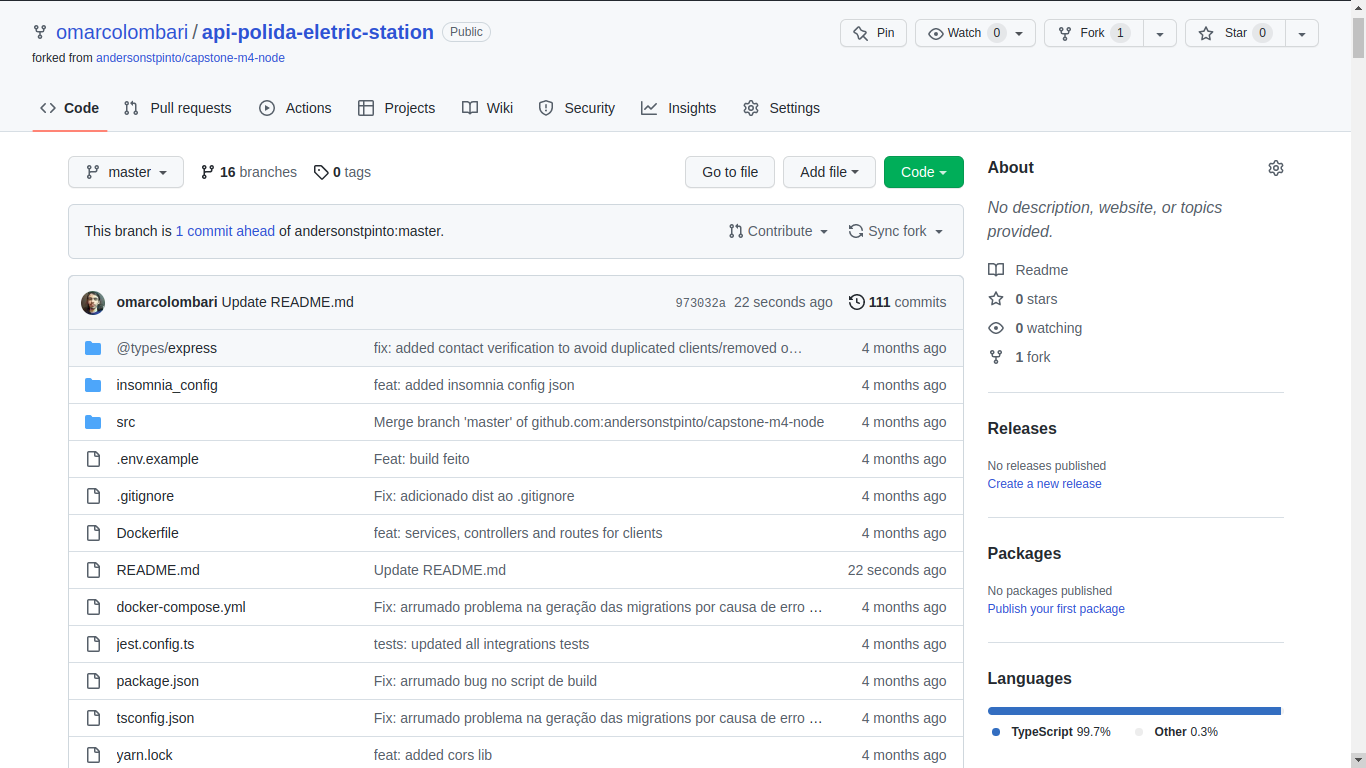 omarcolombari / api-polida-eletric-station Public
Pin Watch 0 Fork 1 Star 0
forked from andersonstpinto/capstone-m4-node
Code Pull requests Actions Projects Wiki Security Insights Settings
master 16 branches 0 tags Go to file Add file Code
This branch is 1 commit ahead of andersonstpinto:master. Contribute Sync fork
omarcolombari Update README.md 973032a 22 seconds ago 111 commits
@types/express fix: added contact verification to avoid duplicated clients/removed o… 4 months ago
insomnia_config feat: added insomnia config json 4 months ago
src Merge branch 'master' of github.com:andersonstpinto/capstone-m4-node 4 months ago
.env.example Feat: build feito 4 months ago
.gitignore Fix: adicionado dist ao .gitignore 4 months ago
Dockerfile feat: services, controllers and routes for clients 4 months ago
README.md Update README.md 22 seconds ago
docker-compose.yml Fix: arrumado problema na geração das migrations por causa de erro … 4 months ago
jest.config.ts tests: updated all integrations tests 4 months ago
package.json Fix: arrumado bug no script de build 4 months ago
tsconfig.json Fix: arrumado problema na geração das migrations por causa de erro … 4 months ago
yarn.lock feat: added cors lib 4 months ago
About
No description, website, or topics
provided.
Readme
0 stars
0 watching
1 fork
Releases
No releases published
Create a new release
Packages
No packages published
Publish your first package
Languages
TypeScript 99.7% Other 0.3%